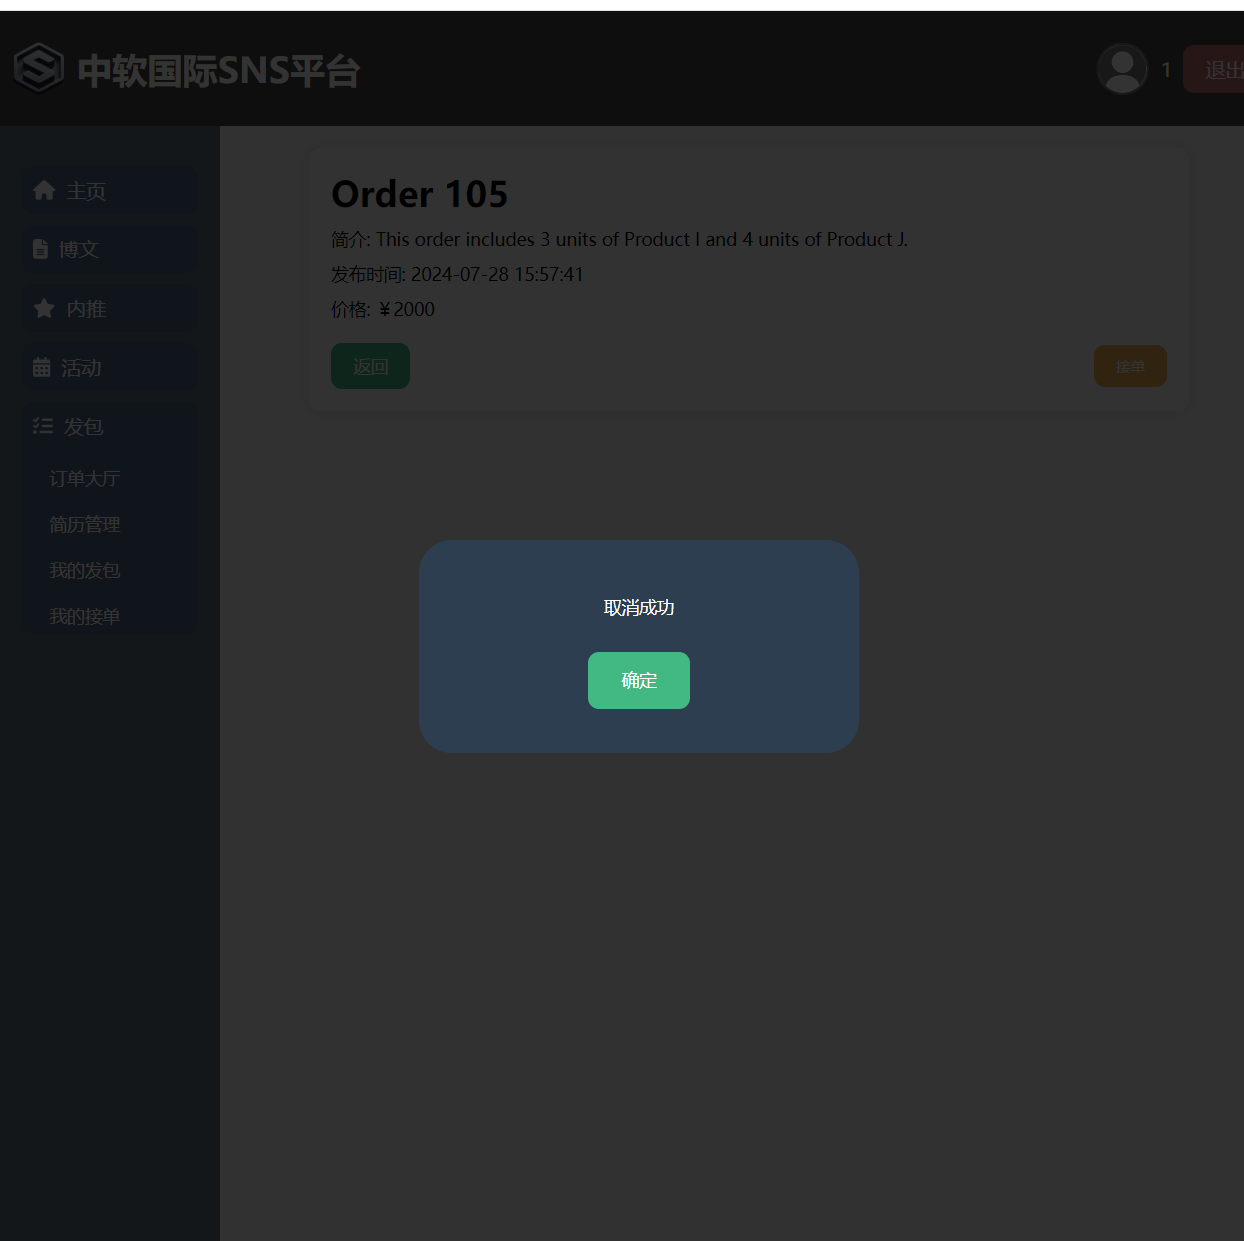 中软国际SNS平台
1
退出
主页
博文
内推
活动
发包
订单大厅
简历管理
我的发包
我的接单
Order 105
简介: This order includes 3 units of Product I and 4 units of Product J.
发布时间: 2024-07-28 15:57:41
价格: ￥2000
返回
接单
取消成功
确定